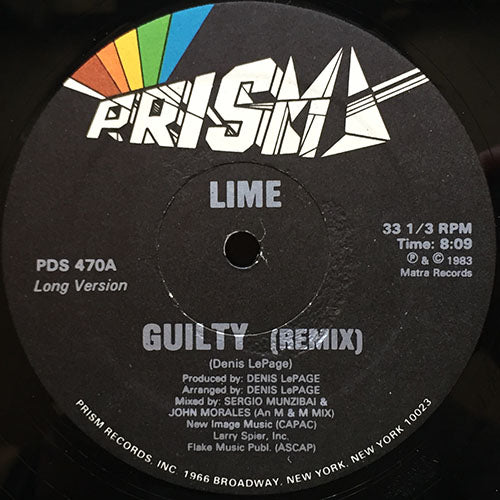 PRISM
LIME
33 1/3 RPM
Time: 8:09
PDS 470A
Long Version
℗ & © 1983
Matra Records
GUILTY (REMIX)
(Denis LePage)
Produced by: DENIS LePAGE
Arranged by: DENIS LePAGE
Mixed by: SERGIO MUNZIBAI &
JOHN MORALES (An M & M MIX)
New Image Music (CAPAC)
Larry Spier, Inc.
Flake Music Publ. (ASCAP)
PRISM RECORDS, INC. 1966 BROADWAY, NEW YORK, NEW YORK 10023